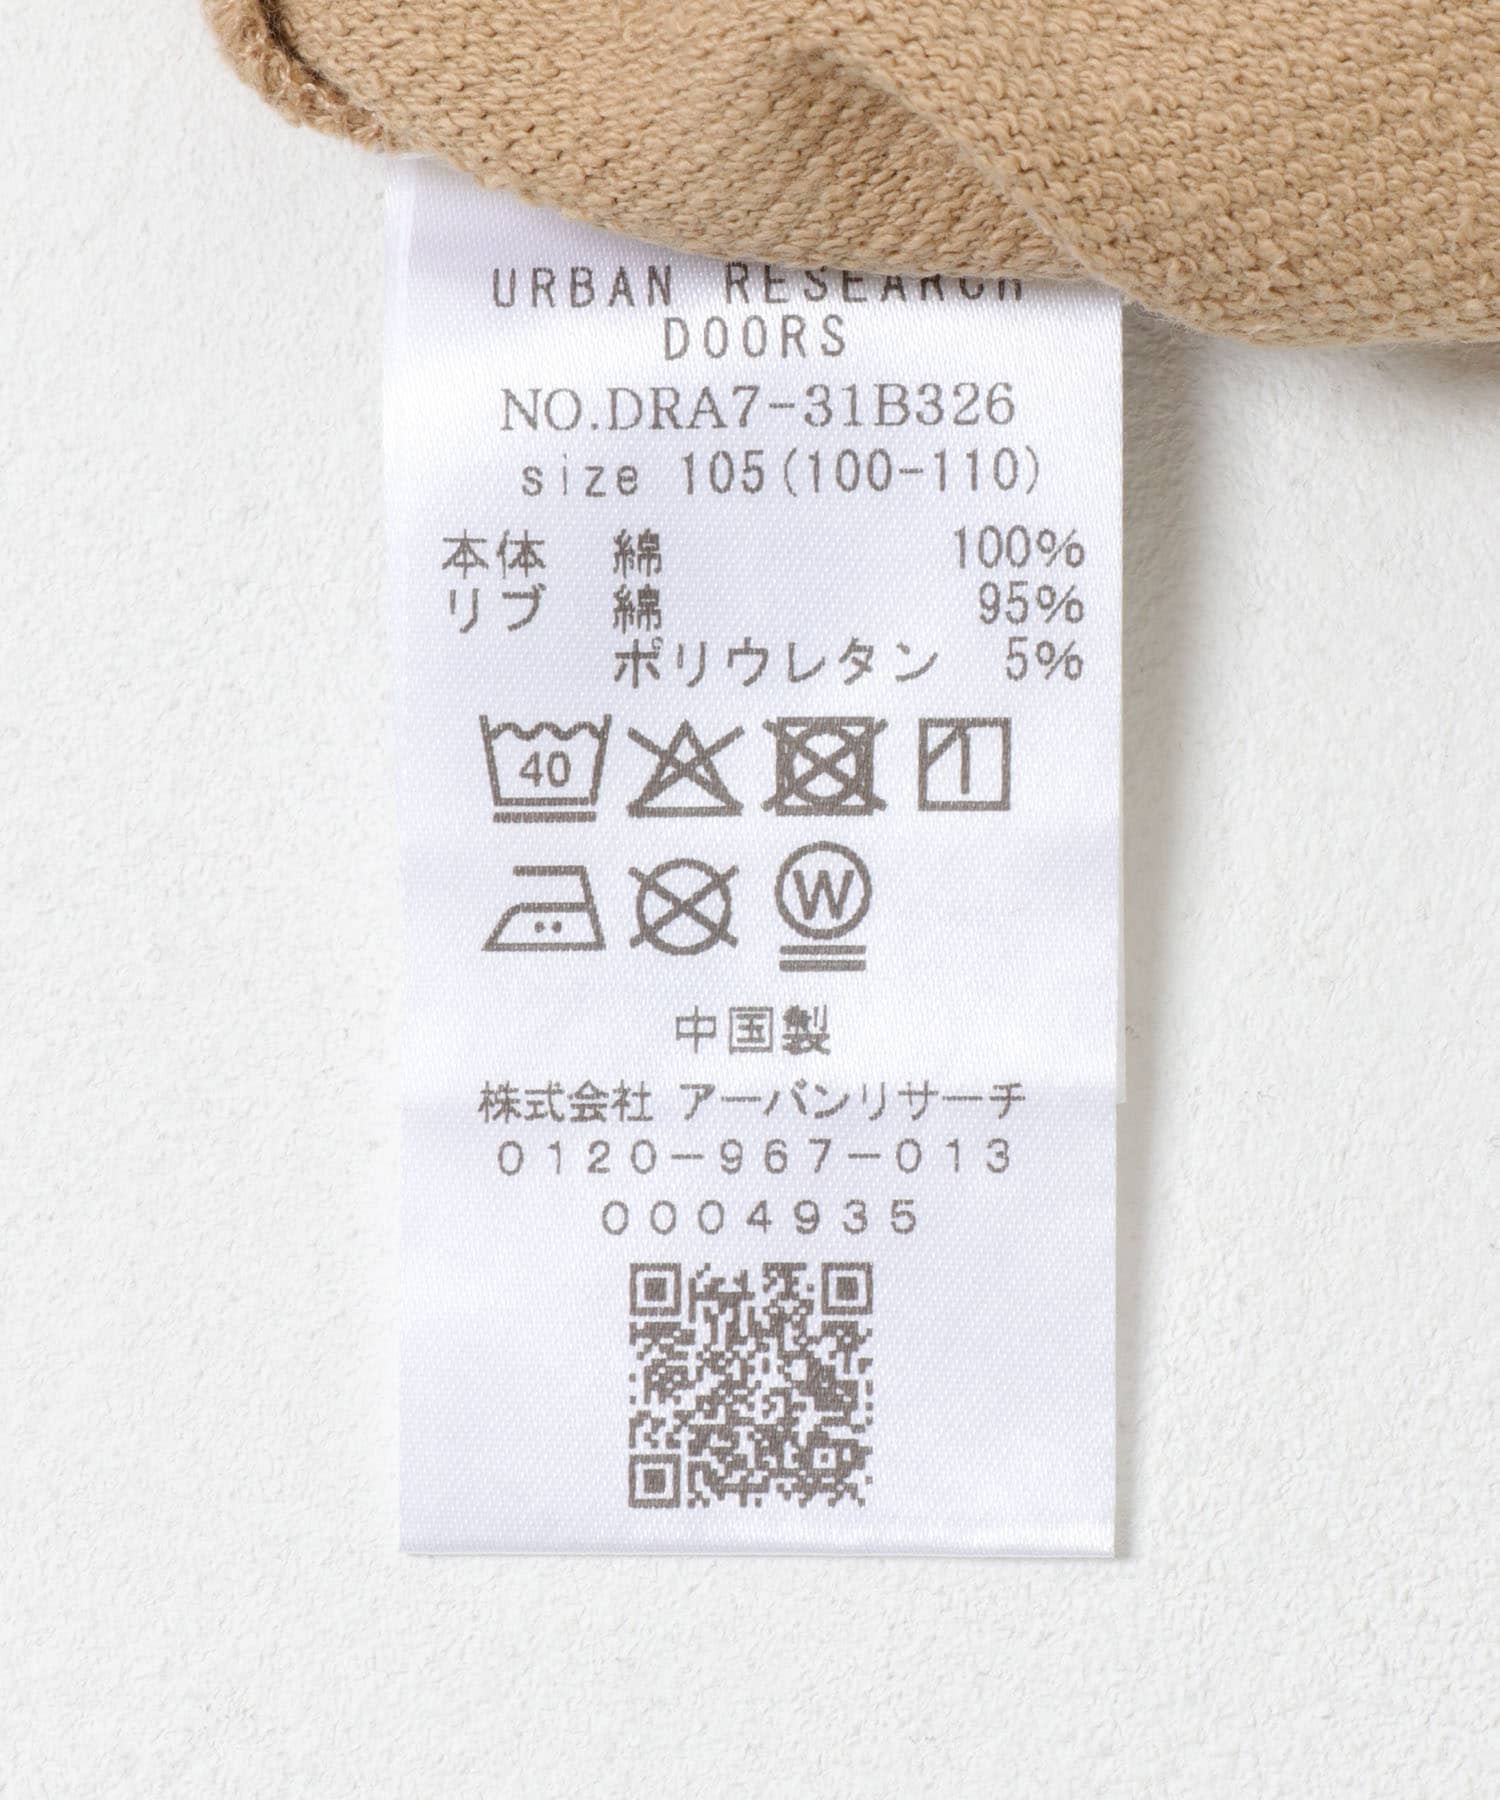 URBAN RESEARCH
DOORS
NO.DRA7-31B326
size 105(100-110)
本体 綿 100%
リブ 綿 95%
ポリウレタン 5%
40
W
中国製
株式会社 アーバンリサーチ
0120-967-013
0004935